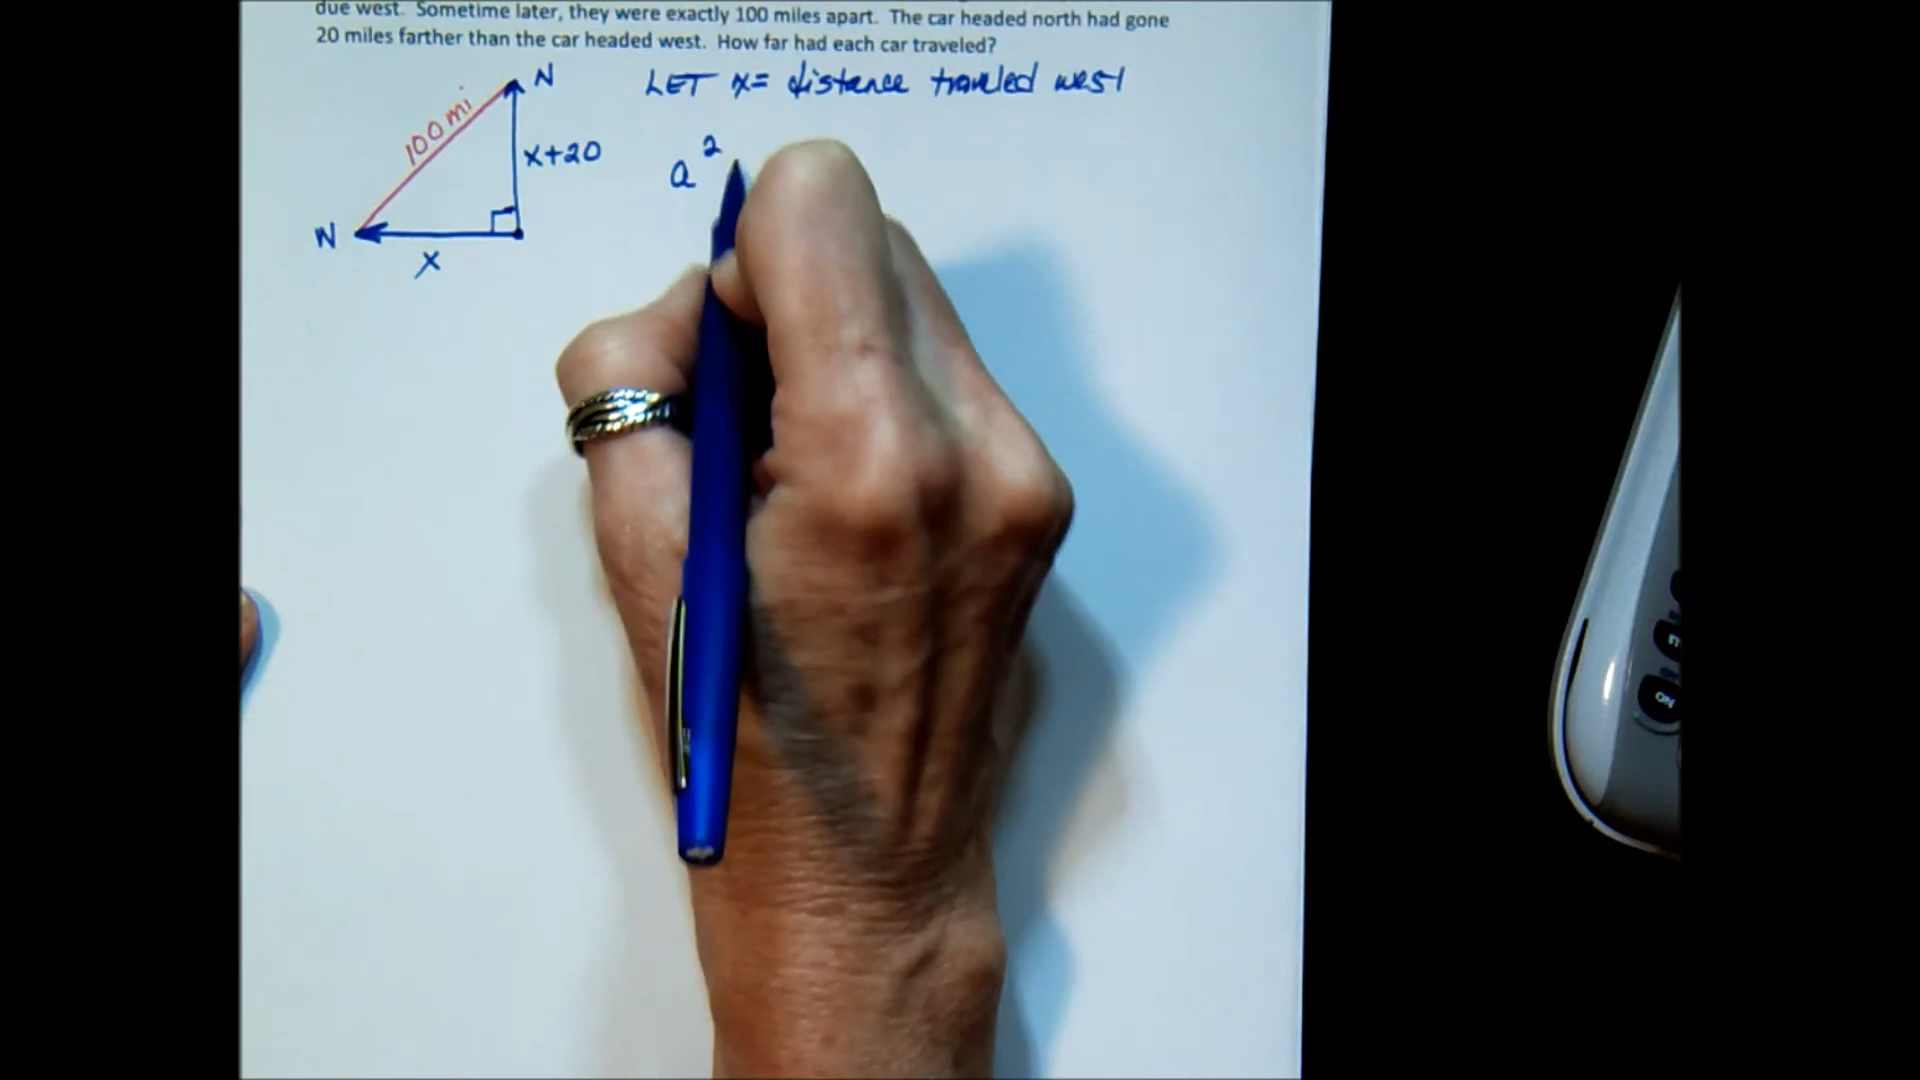 due west. Sometime later, they were exactly 100 miles apart. The car headed north had gone
20 miles farther than the car headed west. How far had each car traveled?
N
LET x= distance traveled west
100 mi
x+20
a²
W
x
ON